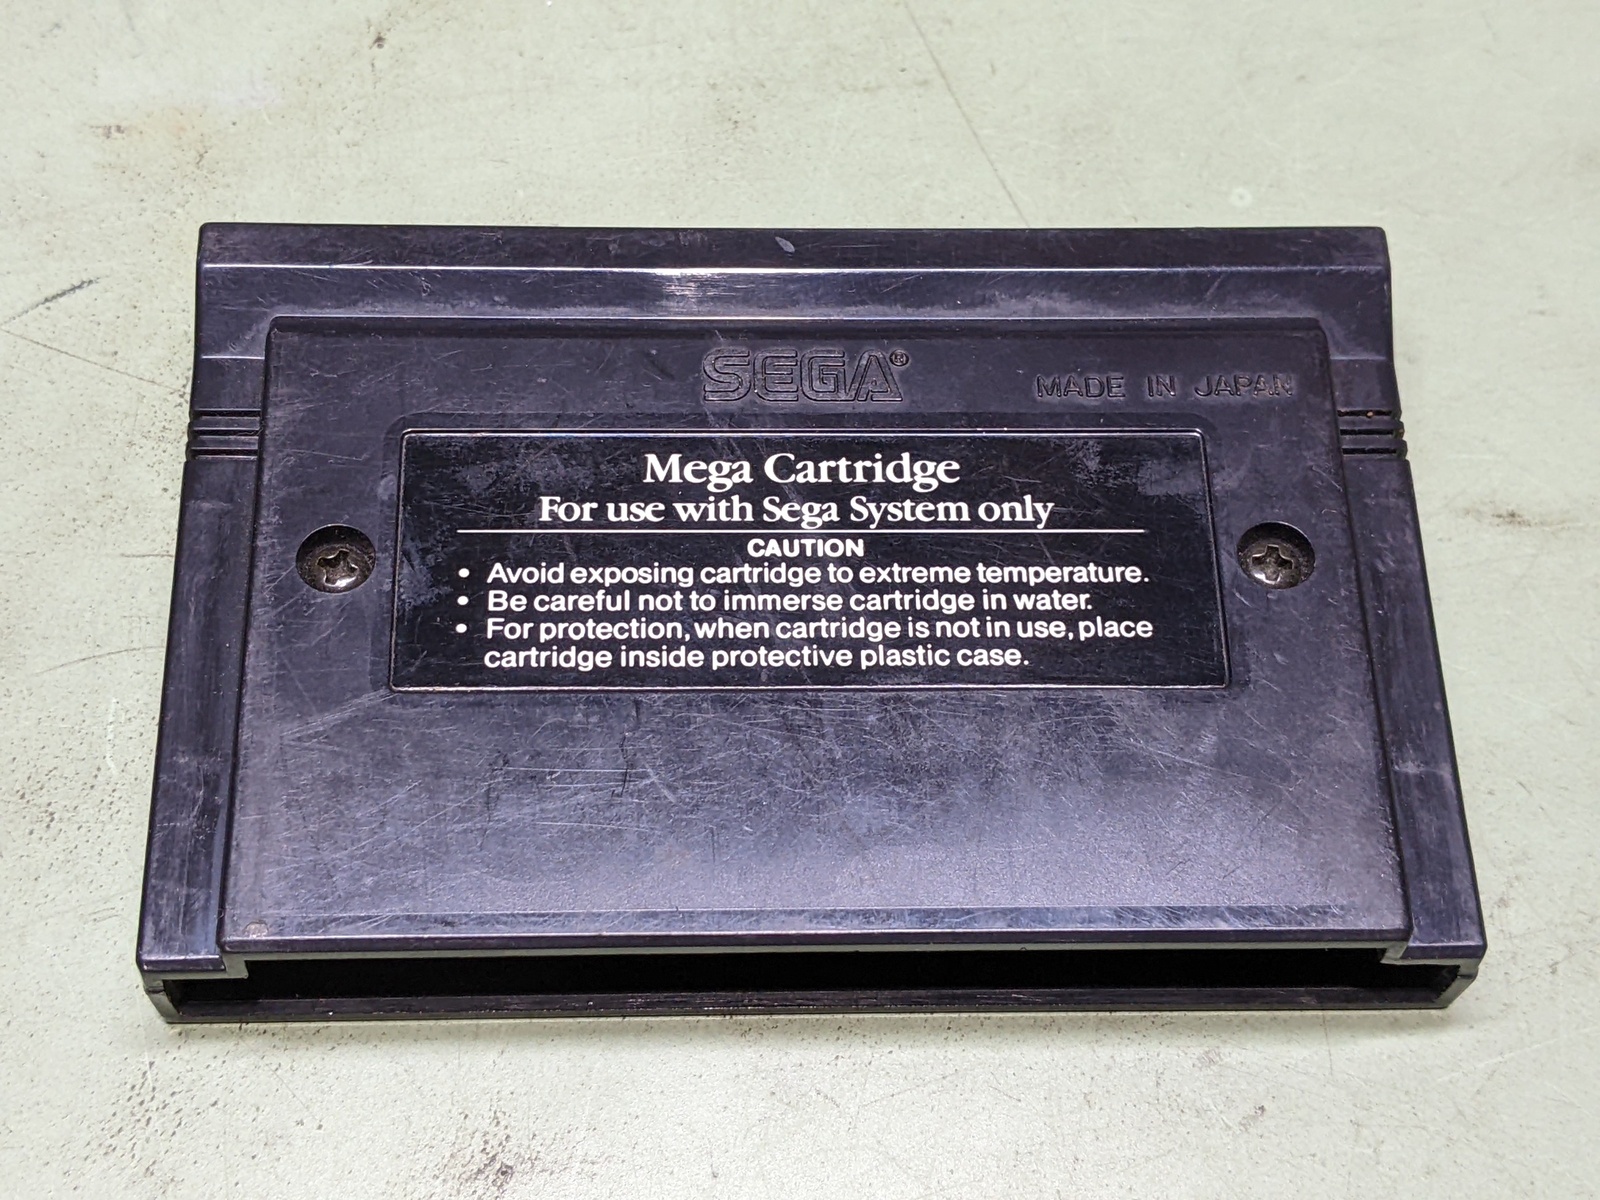 SEGA®
MADE IN JAPAN
Mega Cartridge
For use with Sega System only
CAUTION
• Avoid exposing cartridge to extreme temperature.
• Be careful not to immerse cartridge in water.
• For protection, when cartridge is not in use, place
cartridge inside protective plastic case.